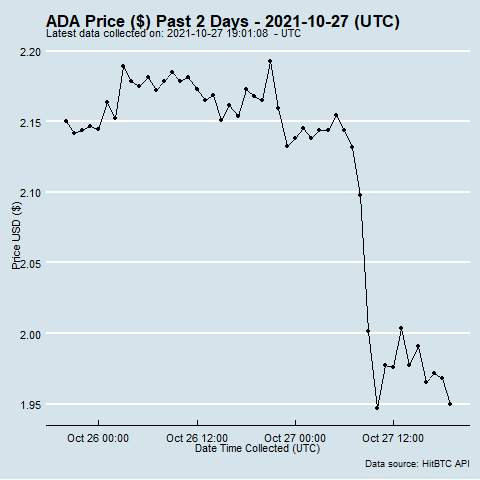 ADA Price ($) Past 2 Days - 2021-10-27 (UTC)
Latest data collected on: 2021-10-27 19:01:08  - UTC
2.20
2.15
2.10
2.05
2.00
1.95
Price USD ($)
Oct 26 00:00
Oct 26 12:00
Oct 27 00:00
Oct 27 12:00
Date Time Collected (UTC)
Data source: HitBTC API